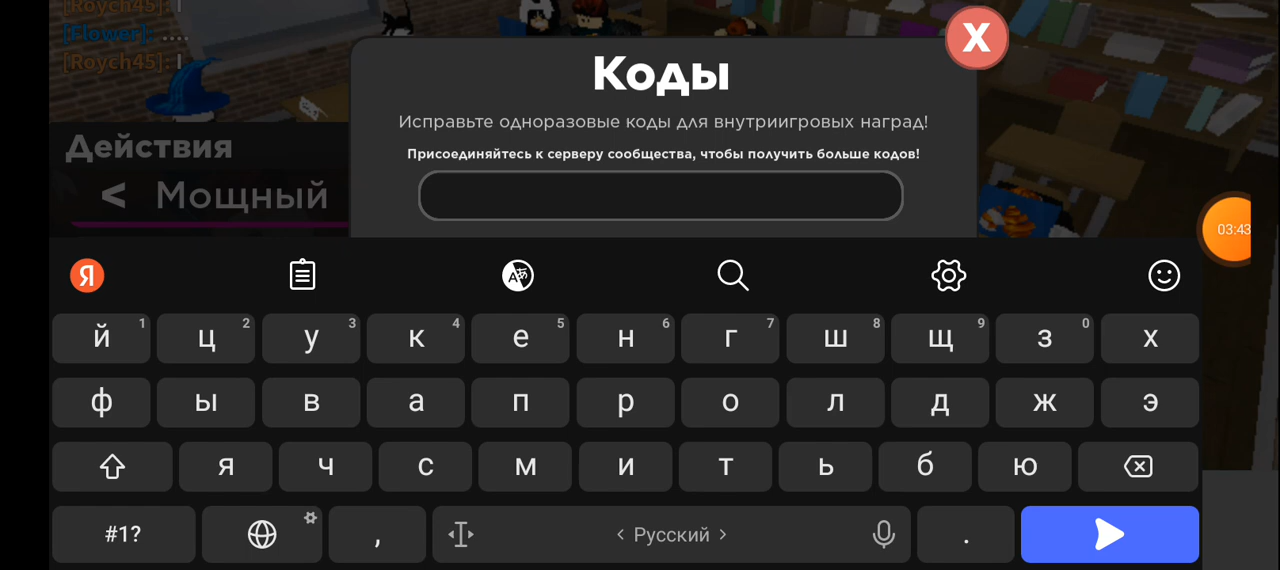 [Roych45]: I
[Flower]: ....
[Roych45]: I
X
Коды
Исправьте одноразовые коды для внутриигровых наград!
Присоединяйтесь к серверу сообщества, чтобы получить больше кодов!
Действия
< Мощный
03:43
Я
й 1 ц 2 у 3 к 4 е 5 н 6 г 7 ш 8 щ 9 з 0 х
ф ы в а п р о л д ж э
я ч с м и т ь б ю
#1? , < Русский > .